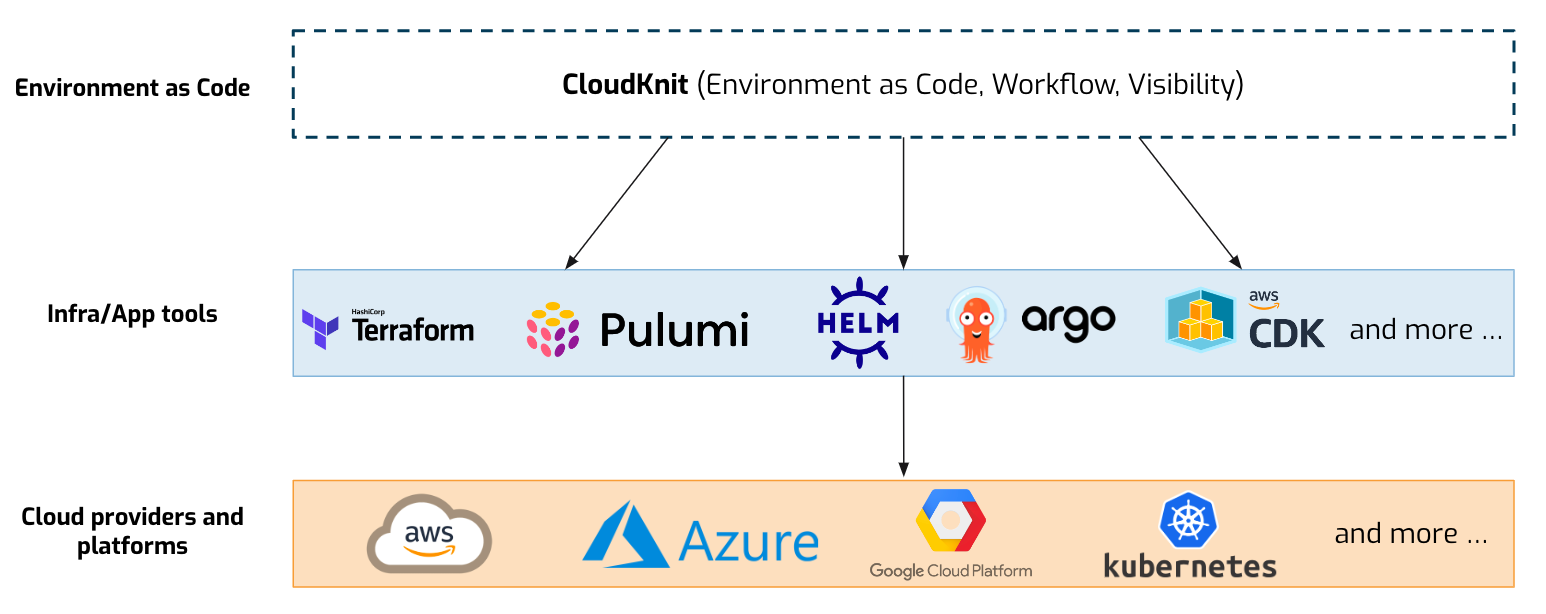 Environment as Code
CloudKnit (Environment as Code, Workflow, Visibility)
Infra/App tools
HashiCorp
Terraform
Pulumi
HELM
argo
aws
CDK
and more ...
Cloud providers and
platforms
aws
Azure
Google Cloud Platform
kubernetes
and more ...